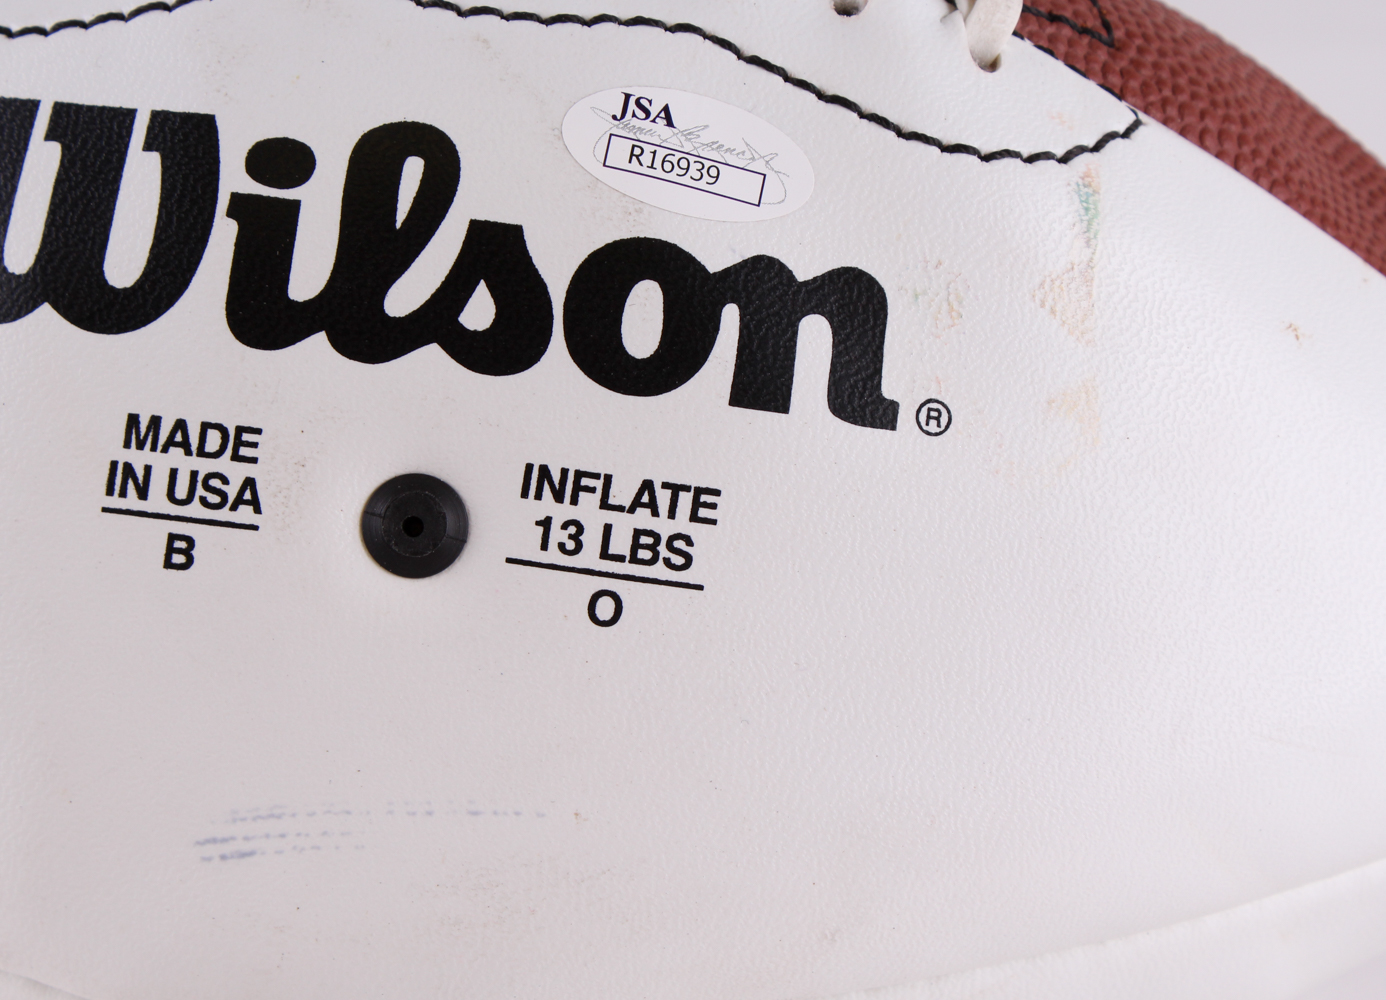 JSA
R16939
Wilson
®
MADE
IN USA
B
INFLATE
13 LBS
O